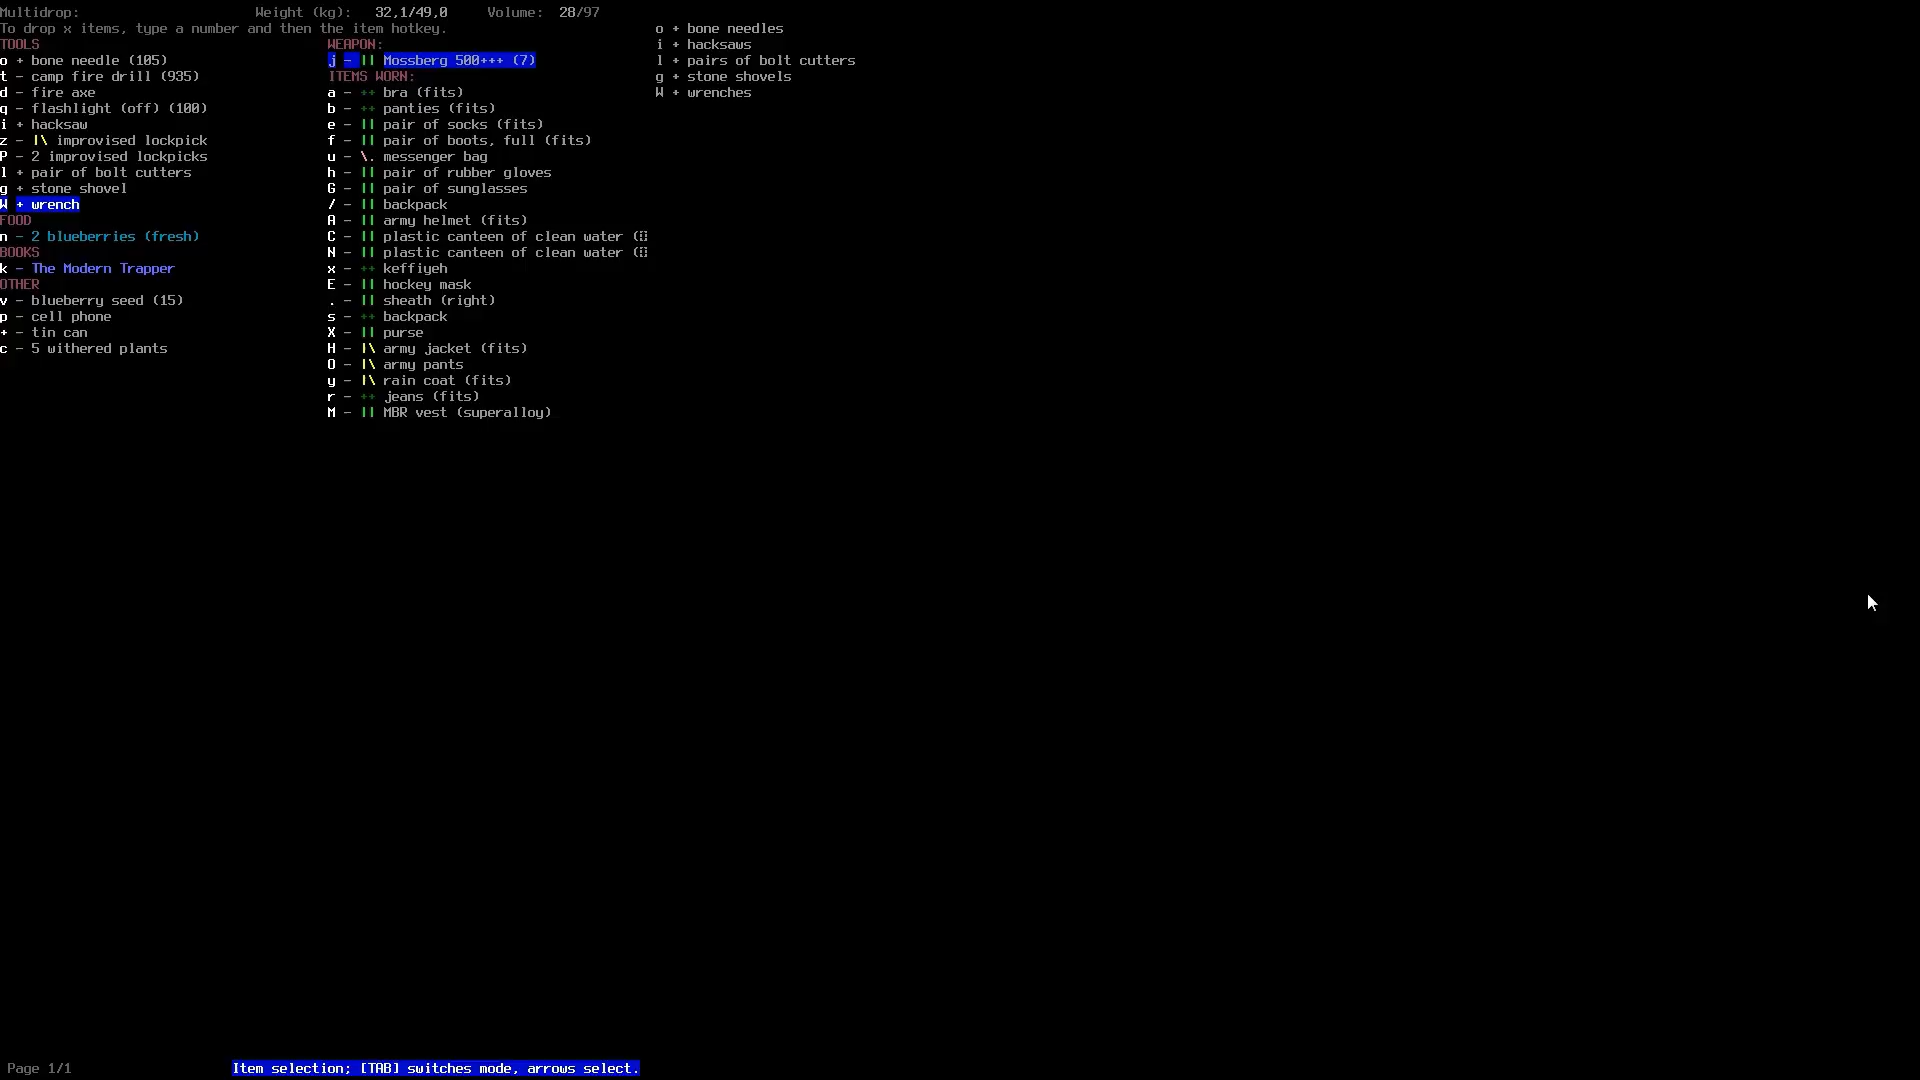 Multidrop: Weight (kg): 32,1/49,0 Volume: 28/97
To drop x items, type a number and then the item hotkey.
TOOLS
o + bone needle (105)
t - camp fire drill (935)
d - fire axe
q - flashlight (off) (100)
i + hacksaw
z - |\ improvised lockpick
P - 2 improvised lockpicks
l + pair of bolt cutters
g + stone shovel
W + wrench
FOOD
n - 2 blueberries (fresh)
BOOKS
k - The Modern Trapper
OTHER
v - blueberry seed (15)
p - cell phone
+ - tin can
c - 5 withered plants
WEAPON:
j - || Mossberg 500+++ (7)
ITEMS WORN:
a - ++ bra (fits)
b - ++ panties (fits)
e - || pair of socks (fits)
f - || pair of boots, full (fits)
u - \. messenger bag
h - || pair of rubber gloves
G - || pair of sunglasses
/ - || backpack
A - || army helmet (fits)
C - || plastic canteen of clean water (
N - || plastic canteen of clean water (
x - ++ keffiyeh
E - || hockey mask
. - || sheath (right)
s - ++ backpack
X - || purse
H - |\ army jacket (fits)
O - |\ army pants
y - |\ rain coat (fits)
r - ++ jeans (fits)
M - || MBR vest (superalloy)
o + bone needles
i + hacksaws
l + pairs of bolt cutters
g + stone shovels
W + wrenches
Page 1/1
Item selection; [TAB] switches mode, arrows select.